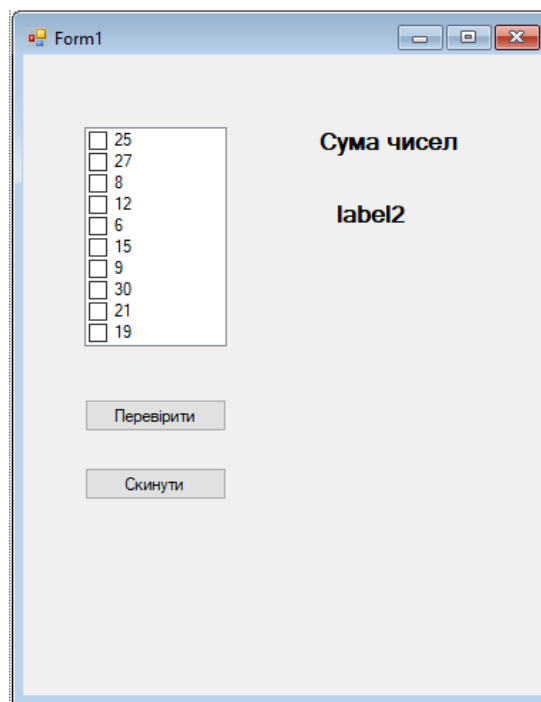 Form1
25
27
8
12
6
15
9
30
21
19
Сума чисел
label2
Перевірити
Скинути